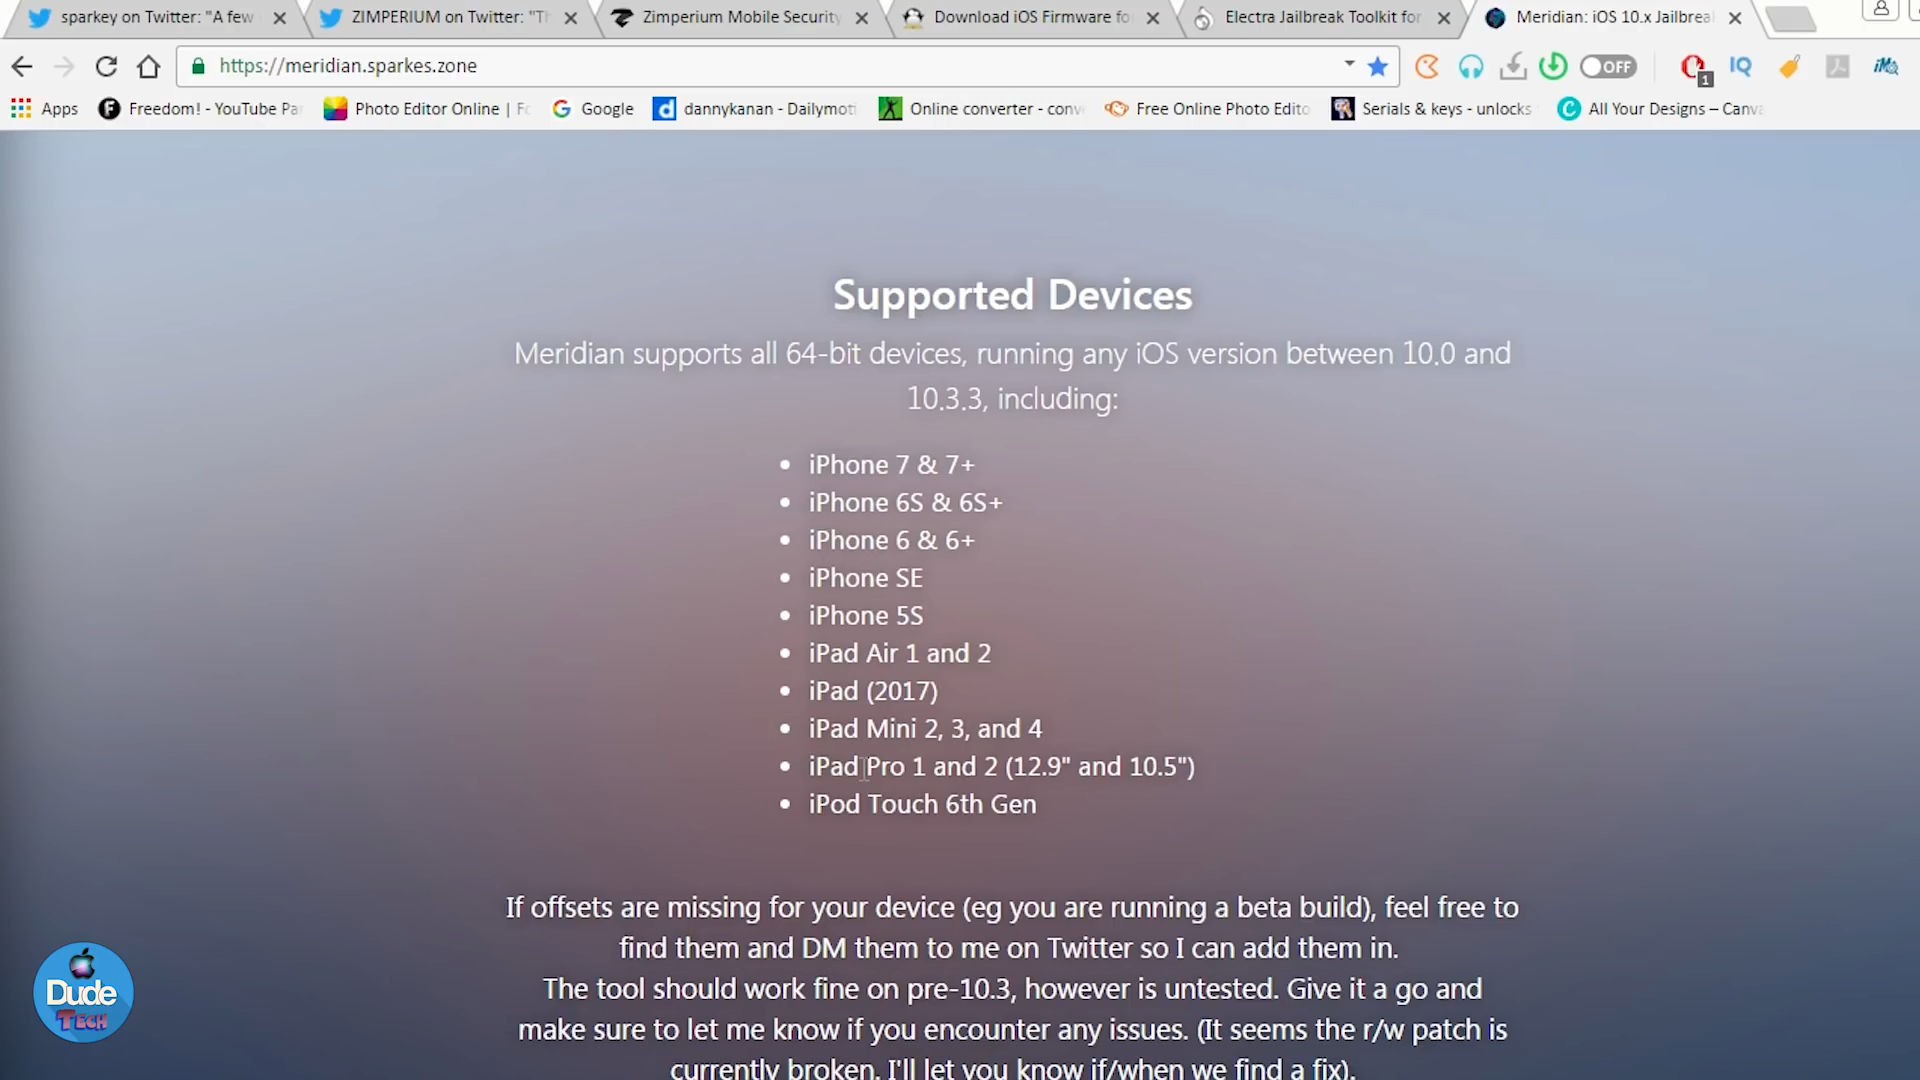 sparkey on Twitter: "A few
ZIMPERIUM on Twitter: "Th
Zimperium Mobile Security
Download iOS Firmware fo
Electra Jailbreak Toolkit for
Meridian: iOS 10.x Jailbrea
https://meridian.sparkes.zone
OFF
1
IQ
Apps
Freedom! - YouTube Pa
Photo Editor Online | Fo
Google
dannykanan - Dailymoti
Online converter - conv
Free Online Photo Edito
Serials & keys - unlocks
All Your Designs – Canva
Supported Devices
Meridian supports all 64-bit devices, running any iOS version between 10.0 and
10.3.3, including:
• iPhone 7 & 7+
• iPhone 6S & 6S+
• iPhone 6 & 6+
• iPhone SE
• iPhone 5S
• iPad Air 1 and 2
• iPad (2017)
• iPad Mini 2, 3, and 4
• iPad Pro 1 and 2 (12.9" and 10.5")
• iPod Touch 6th Gen
If offsets are missing for your device (eg you are running a beta build), feel free to
find them and DM them to me on Twitter so I can add them in.
The tool should work fine on pre-10.3, however is untested. Give it a go and
make sure to let me know if you encounter any issues. (It seems the r/w patch is
currently broken. I'll let you know if/when we find a fix).
Dude
TECH